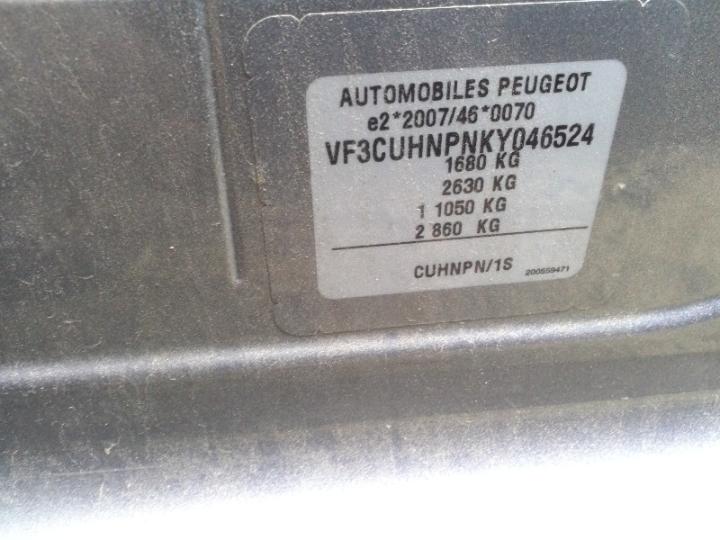 AUTOMOBILES PEUGEOT
e2*2007/46*0070
VF3CUHNPNKY046524
1680 KG
2630 KG
1 1050 KG
2 860 KG
CUHNPN/1S 200559471